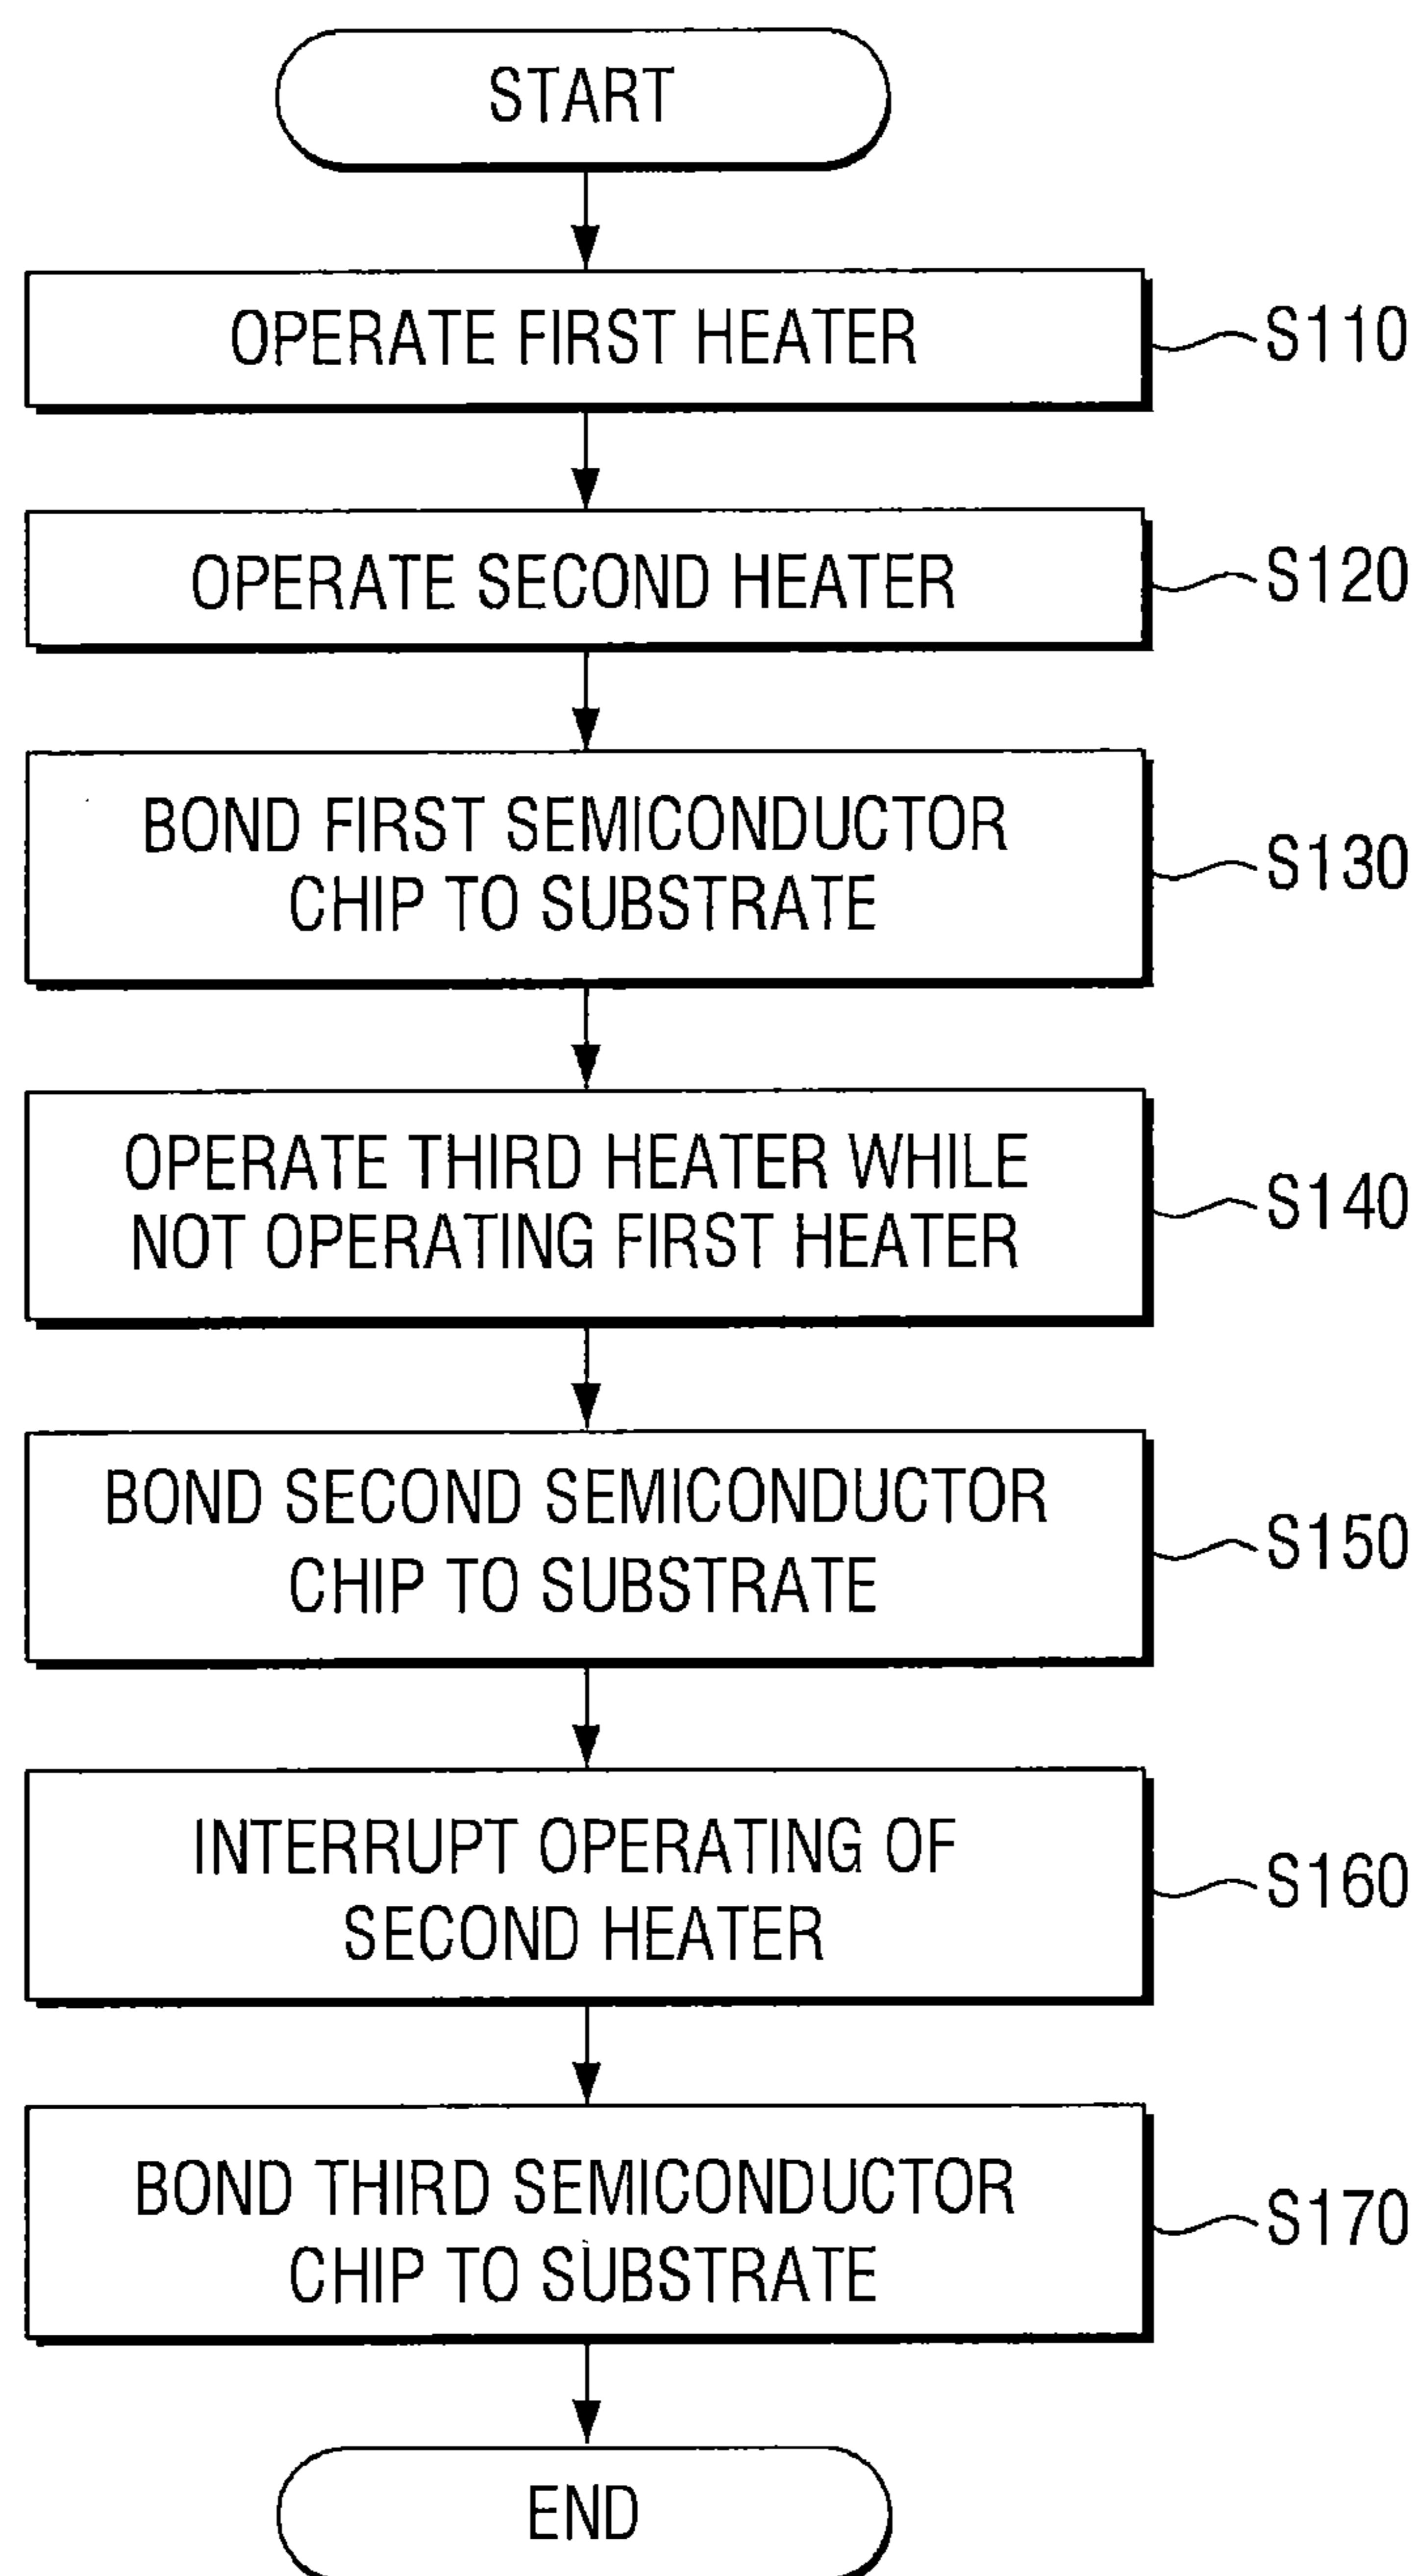 START
OPERATE FIRST HEATER
S110
OPERATE SECOND HEATER
S120
BOND FIRST SEMICONDUCTOR
CHIP TO SUBSTRATE
S130
OPERATE THIRD HEATER WHILE
NOT OPERATING FIRST HEATER
S140
BOND SECOND SEMICONDUCTOR
CHIP TO SUBSTRATE
S150
INTERRUPT OPERATING OF
SECOND HEATER
S160
BOND THIRD SEMICONDUCTOR
CHIP TO SUBSTRATE
S170
END